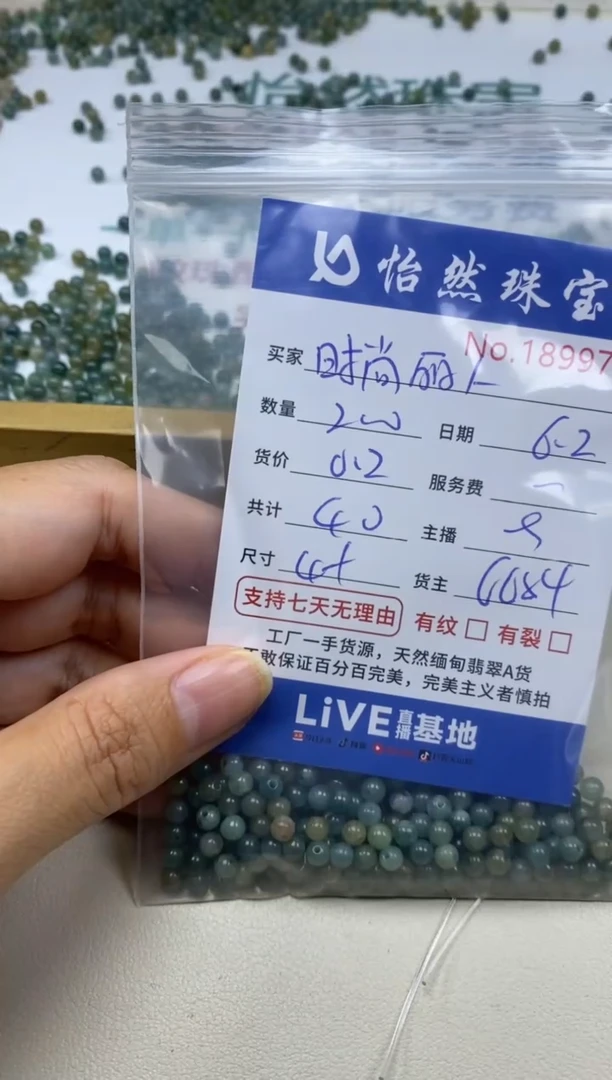 怡然珠宝
怡然珠宝
No.18997
买家 时尚丽人
数量 200 日期 6.2
货价 0.2 服务费 -
共计 40 主播
尺寸 4+ 货主 6084
支持七天无理由 有纹 有裂
工厂一手货源，天然缅甸翡翠A货
不敢保证百分百完美，完美主义者慎拍
LiVE直播基地